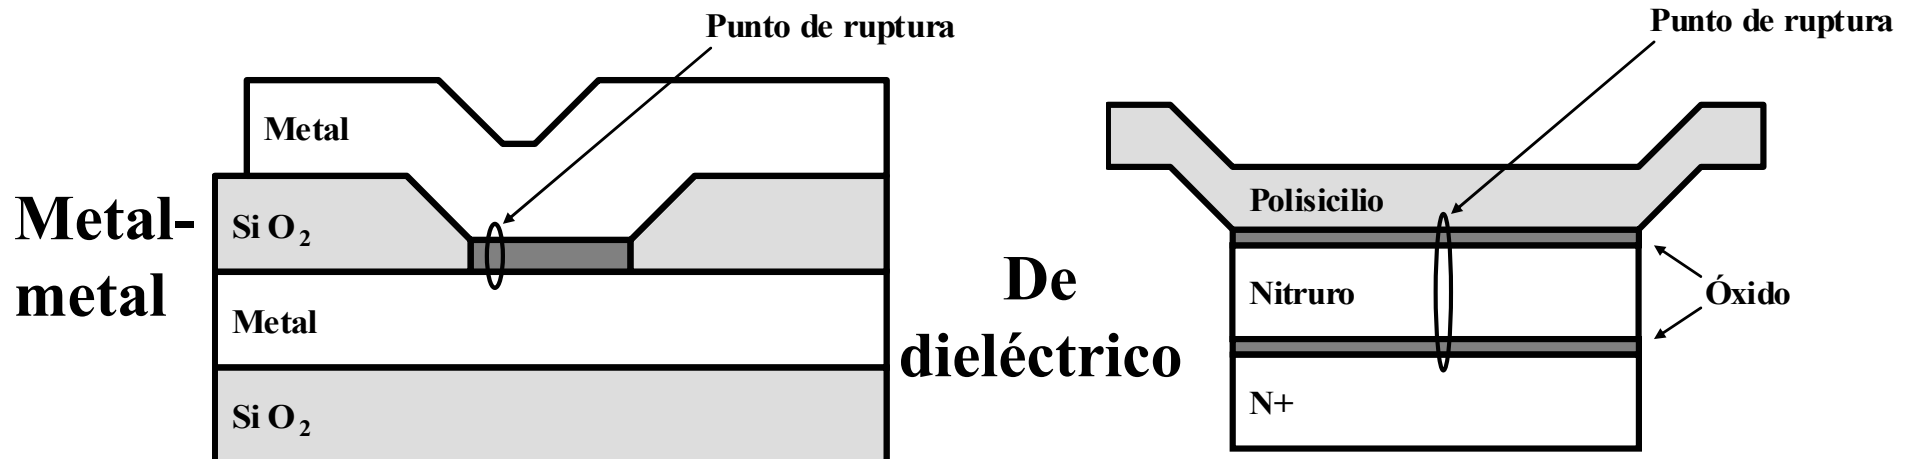 Punto de ruptura
Metal
Metal-
metal
Si O2
Metal
Si O2
Punto de ruptura
De
dieléctrico
Polisicilio
Nitruro
Óxido
N+